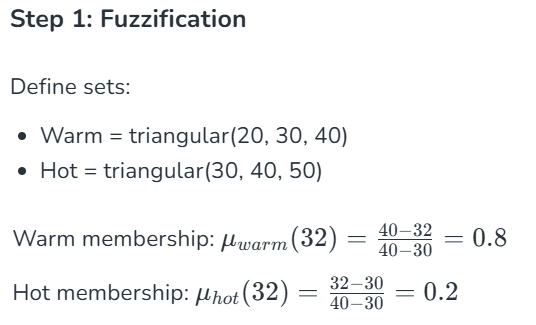 Step 1: Fuzzification
Define sets:
• Warm = triangular(20, 30, 40)
• Hot = triangular(30, 40, 50)
Warm membership: $\mu_{warm}(32) = \frac{40-32}{40-30} = 0.8$
Hot membership: $\mu_{hot}(32) = \frac{32-30}{40-30} = 0.2$